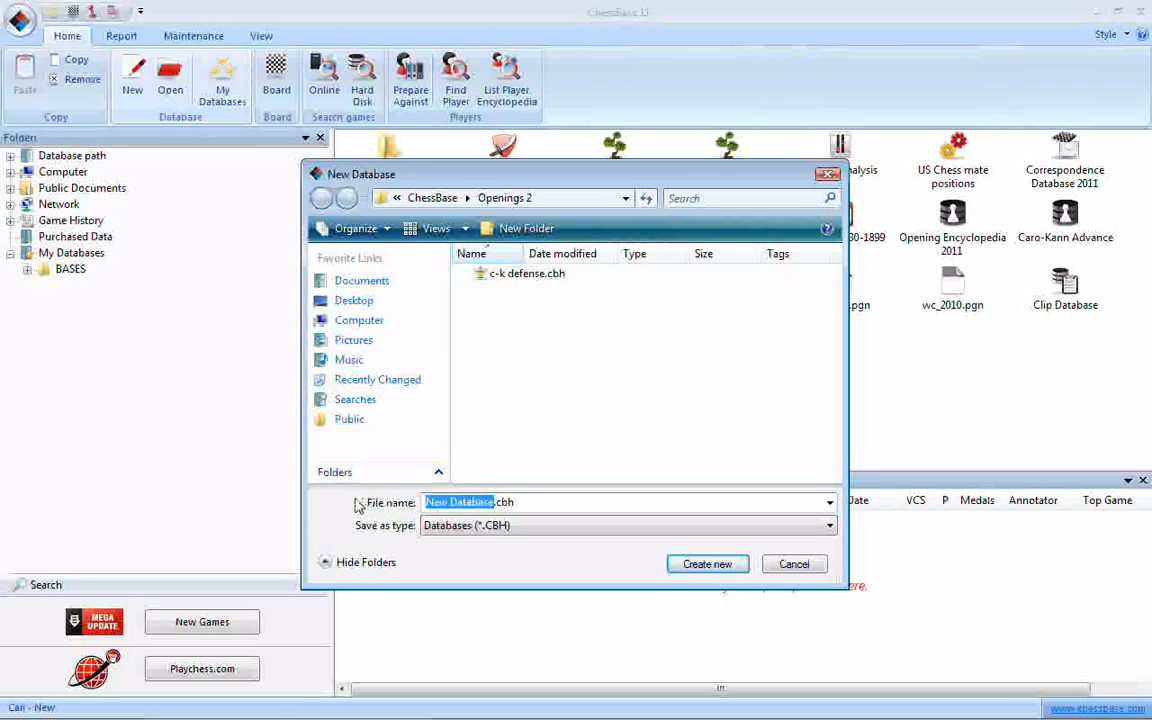 ChessBase 11
Home Report Maintenance View
Style
Paste
Copy
Remove
Copy
New
Open
My Databases
Database
Board
Board
Online
Hard Disk
Search games
Prepare Against
Find Player
List Player Encyclopedia
Players
Folders
Database path
Computer
Public Documents
Network
Game History
Purchased Data
My Databases
BASES
Search
MEGA UPDATE
New Games
Playchess.com
Call - New
New Database
« ChessBase Openings 2
Search
Organize Views New Folder
Favorite Links
Documents
Desktop
Computer
Pictures
Music
Recently Changed
Searches
Public
Folders
Name Date modified Type Size Tags
c-k defense.cbh
File name: New Database.cbh
Save as type: Databases (*.CBH)
Hide Folders
Create new
Cancel
US Chess mate positions
Correspondence Database 2011
Opening Encyclopedia 2011
Caro-Kann Advance
wc_2010.pgn
Clip Database
VCS P Medals Annotator Top Game
here.
www.chessbase.com